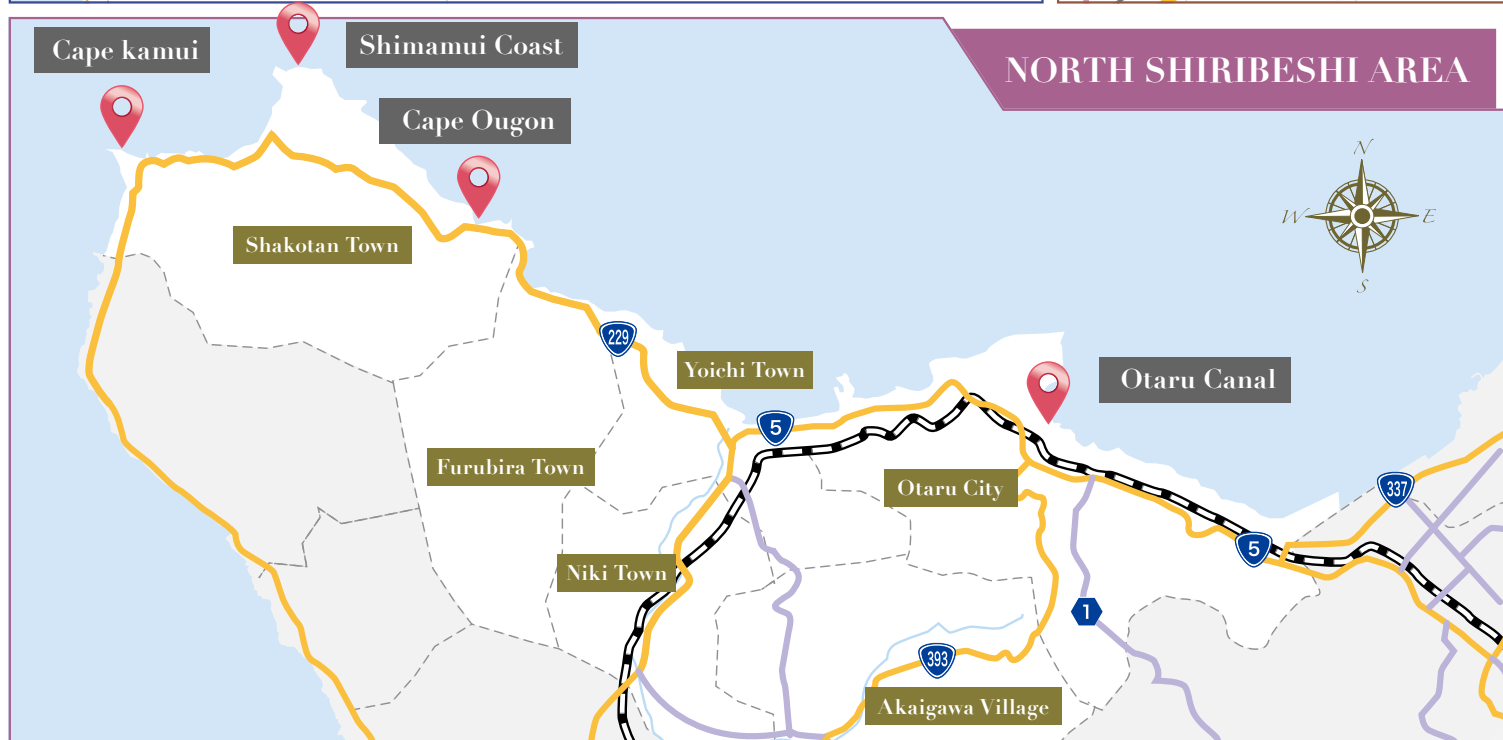 Cape kamui
Shimamui Coast
NORTH SHIRIBESHI AREA
Cape Ougon
N
W
E
S
Shakotan Town
229
Yoichi Town
Otaru Canal
5
Furubira Town
Otaru City
337
5
Niki Town
1
393
Akaigawa Village